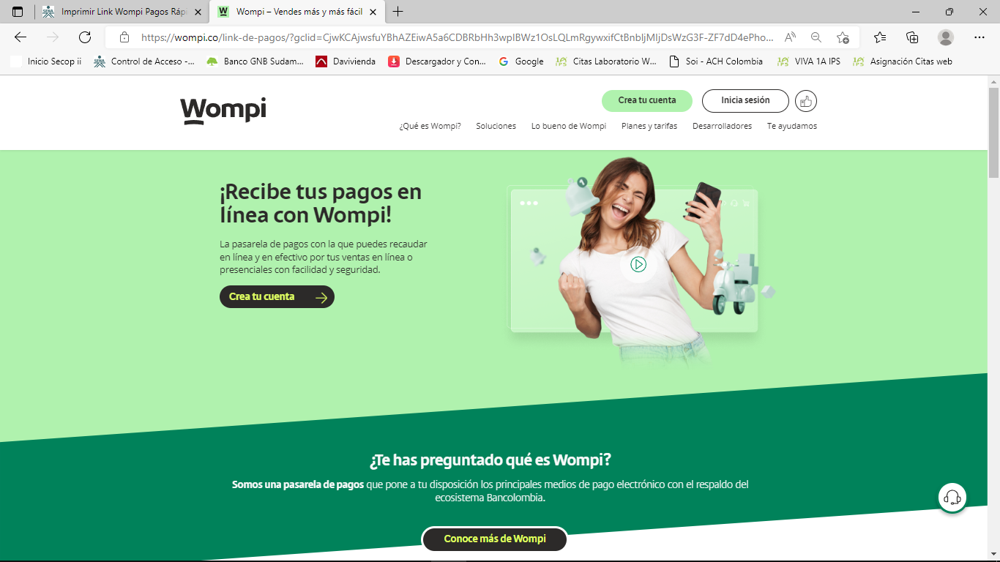 Imprimir Link Wompi Pagos Rápi
Wompi – Vendes más y más fácil
https://wompi.co/link-de-pagos/?gclid=
Inicio Secop ii
Control de Acceso -...
Banco GNB Sudam...
Davivienda
Descargador y Con...
Google
Citas Laboratorio W...
Soi - ACH Colombia
VIVA 1A IPS
Asignación Citas web
Wompi
Crea tu cuenta
Inicia sesión
¿Qué es Wompi?
Soluciones
Lo bueno de Wompi
Planes y tarifas
Desarrolladores
Te ayudamos
¡Recibe tus pagos en
línea con Wompi!
La pasarela de pagos con la que puedes recaudar
en línea y en efectivo por tus ventas en línea o
presenciales con facilidad y seguridad.
Crea tu cuenta
¿Te has preguntado qué es Wompi?
Somos una pasarela de pagos que pone a tu disposición los principales medios de pago electrónico con el respaldo del
ecosistema Bancolombia.
Conoce más de Wompi